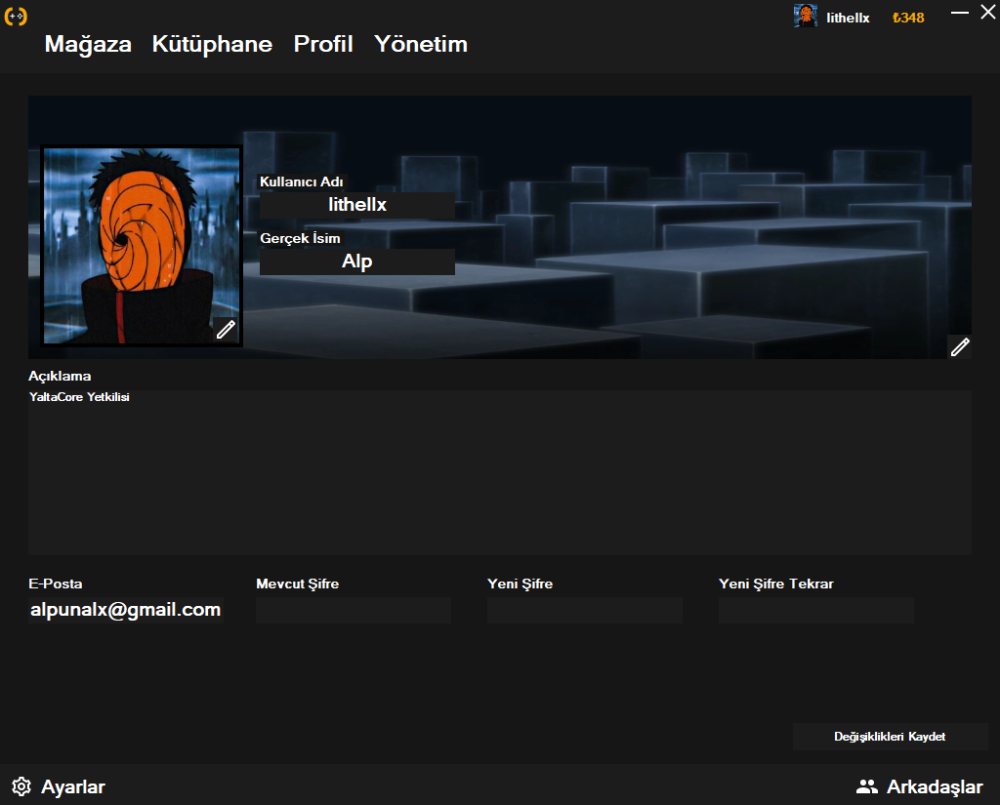 lithellx ₺348
Mağaza Kütüphane Profil Yönetim
Kullanıcı Adı
lithellx
Gerçek İsim
Alp
Açıklama
YaltaCore Yetkilisi
E-Posta Mevcut Şifre Yeni Şifre Yeni Şifre Tekrar
alpunalx@gmail.com
Değişiklikleri Kaydet
Ayarlar Arkadaşlar